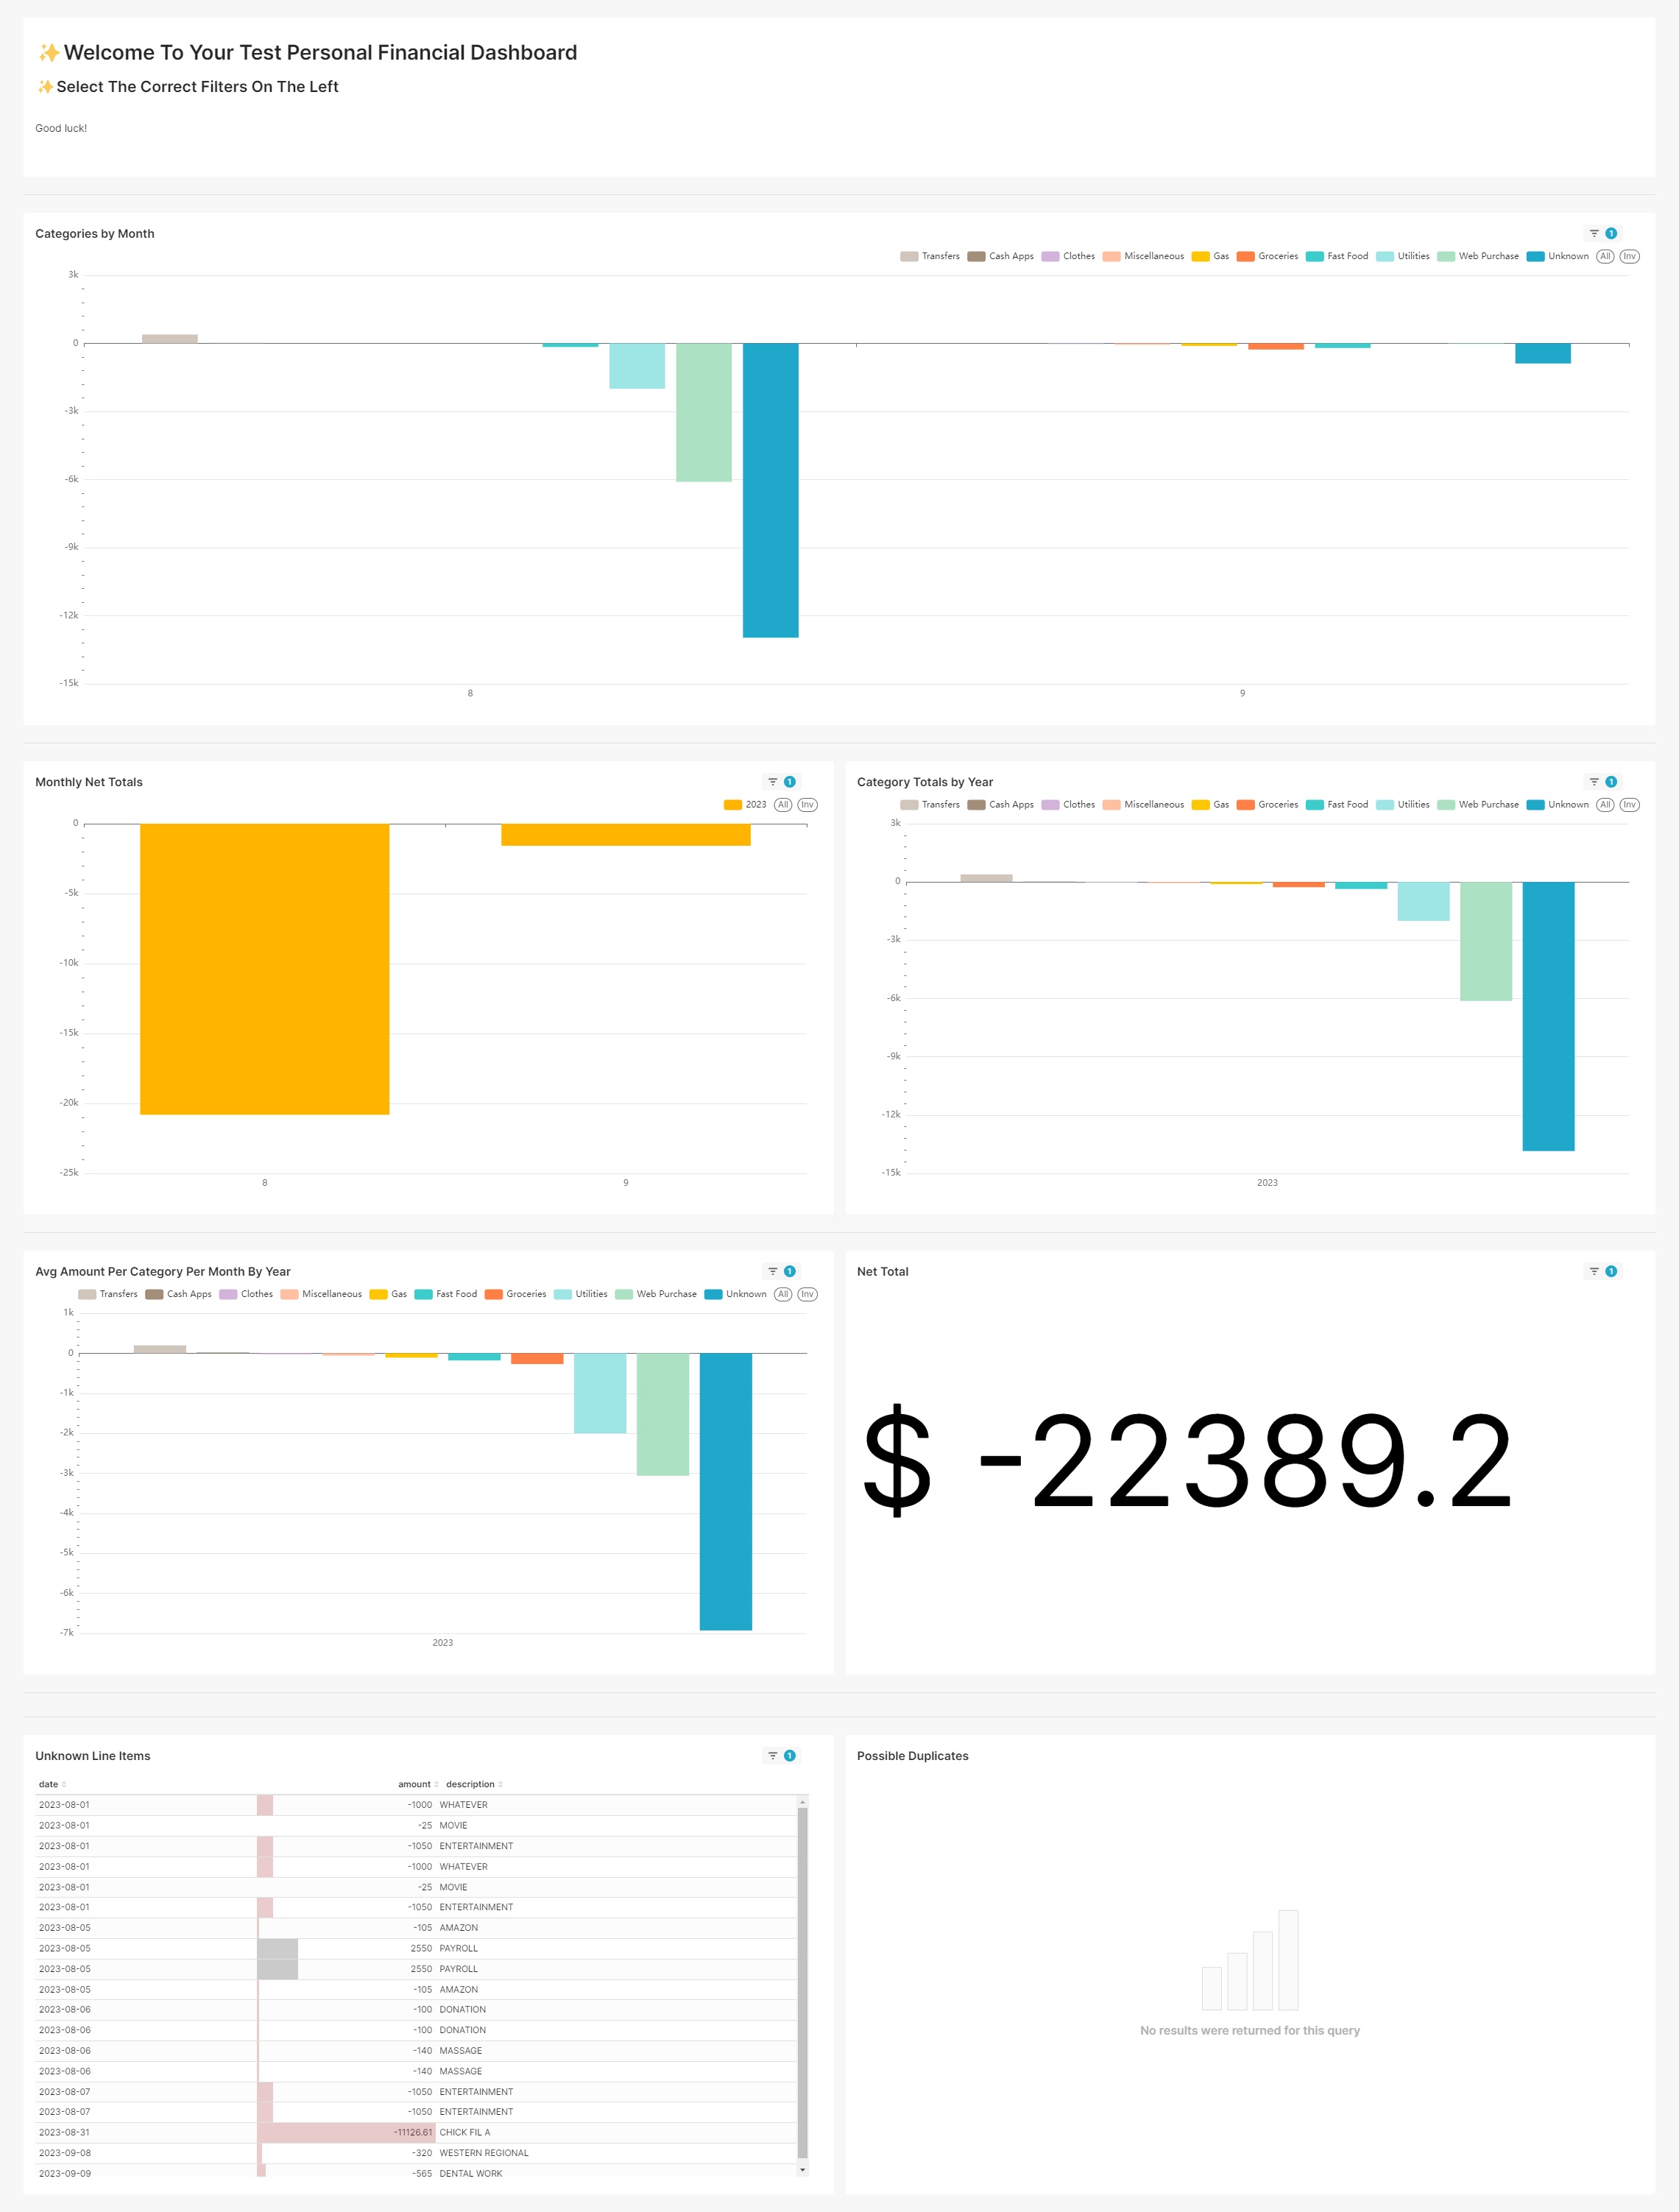 ✨Welcome To Your Test Personal Financial Dashboard
✨Select The Correct Filters On The Left
Good luck!
Categories by Month
1
Transfers Cash Apps Clothes Miscellaneous Gas Groceries Fast Food Utilities Web Purchase Unknown All Inv
3k
0
-3k
-6k
-9k
-12k
-15k
8 9
Monthly Net Totals
1
2023 All Inv
0
-5k
-10k
-15k
-20k
-25k
8 9
Category Totals by Year
1
Transfers Cash Apps Clothes Miscellaneous Gas Groceries Fast Food Utilities Web Purchase Unknown All Inv
3k
0
-3k
-6k
-9k
-12k
-15k
2023
Avg Amount Per Category Per Month By Year
1
Transfers Cash Apps Clothes Miscellaneous Gas Fast Food Groceries Utilities Web Purchase Unknown All Inv
1k
0
-1k
-2k
-3k
-4k
-5k
-6k
-7k
2023
Net Total
1
$ -22389.2
Unknown Line Items
1
date amount description
2023-08-01 -1000 WHATEVER
2023-08-01 -25 MOVIE
2023-08-01 -1050 ENTERTAINMENT
2023-08-01 -1000 WHATEVER
2023-08-01 -25 MOVIE
2023-08-01 -1050 ENTERTAINMENT
2023-08-05 -105 AMAZON
2023-08-05 2550 PAYROLL
2023-08-05 2550 PAYROLL
2023-08-05 -105 AMAZON
2023-08-06 -100 DONATION
2023-08-06 -100 DONATION
2023-08-06 -140 MASSAGE
2023-08-06 -140 MASSAGE
2023-08-07 -1050 ENTERTAINMENT
2023-08-07 -1050 ENTERTAINMENT
2023-08-31 -11126.61 CHICK FIL A
2023-09-08 -320 WESTERN REGIONAL
2023-09-09 -565 DENTAL WORK
Possible Duplicates
No results were returned for this query